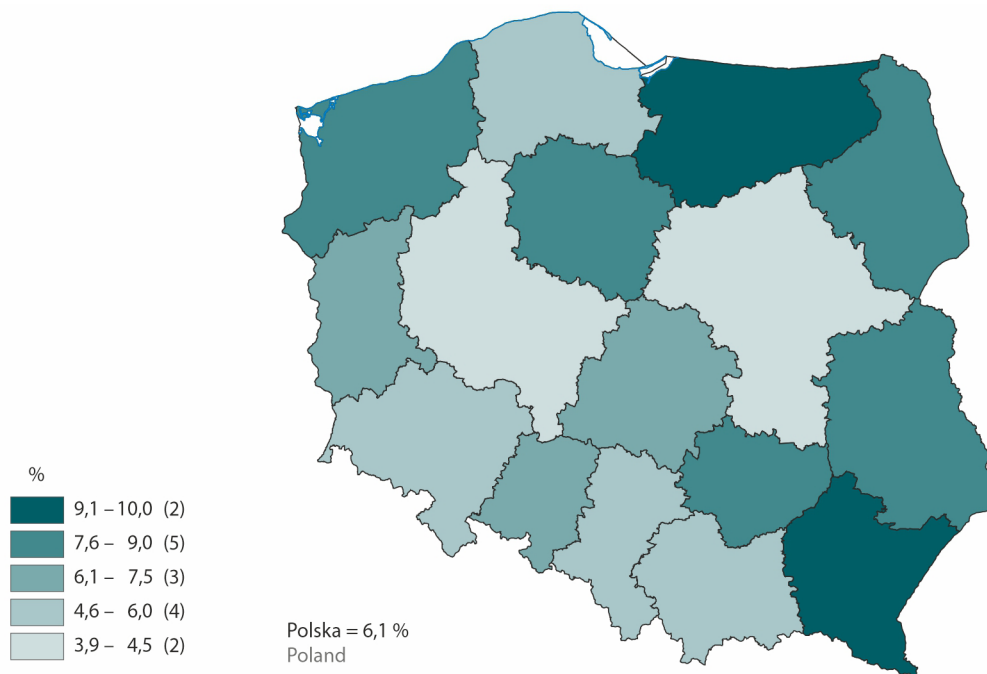 %
9,1 – 10,0 (2)
7,6 – 9,0 (5)
6,1 – 7,5 (3)
4,6 – 6,0 (4)
3,9 – 4,5 (2)
Polska = 6,1 %
Poland